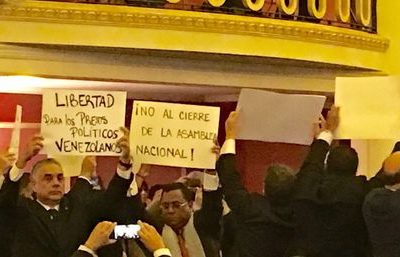 LIBERTAD
PARA LOS PRESOS
POLÍTICOS
VENEZOLANOS
¡NO AL CIERRE
DE LA ASAMBLEA
NACIONAL!